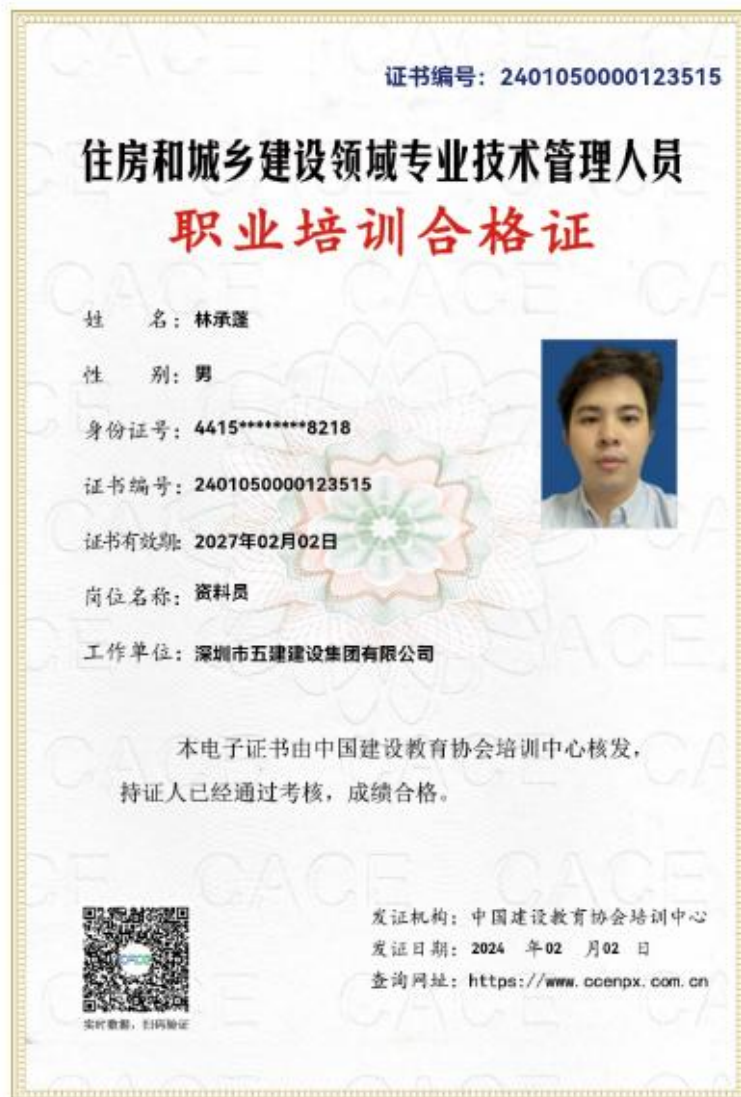 证书编号：2401050000123515
住房和城乡建设领域专业技术管理人员
职业培训合格证
姓 名：林承蓬
性 别：男
身份证号：4415********8218
证书编号：2401050000123515
证书有效期：2027年02月02日
岗位名称：资料员
工作单位：深圳市五建建设集团有限公司
本电子证书由中国建设教育协会培训中心核发，
持证人已经通过考核，成绩合格。
发证机构：中国建设教育协会培训中心
发证日期：2024 年02 月02 日
查询网址：https://www.ccenpx.com.cn
实时数据，扫码验证
CACE